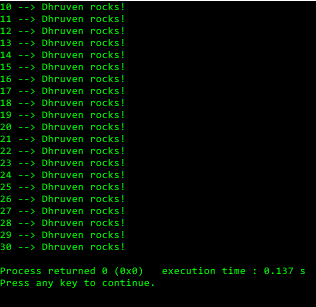 10 --> Dhruven rocks!
11 --> Dhruven rocks!
12 --> Dhruven rocks!
13 --> Dhruven rocks!
14 --> Dhruven rocks!
15 --> Dhruven rocks!
16 --> Dhruven rocks!
17 --> Dhruven rocks!
18 --> Dhruven rocks!
19 --> Dhruven rocks!
20 --> Dhruven rocks!
21 --> Dhruven rocks!
22 --> Dhruven rocks!
23 --> Dhruven rocks!
24 --> Dhruven rocks!
25 --> Dhruven rocks!
26 --> Dhruven rocks!
27 --> Dhruven rocks!
28 --> Dhruven rocks!
29 --> Dhruven rocks!
30 --> Dhruven rocks!
Process returned 0 (0x0)   execution time : 0.137 s
Press any key to continue.